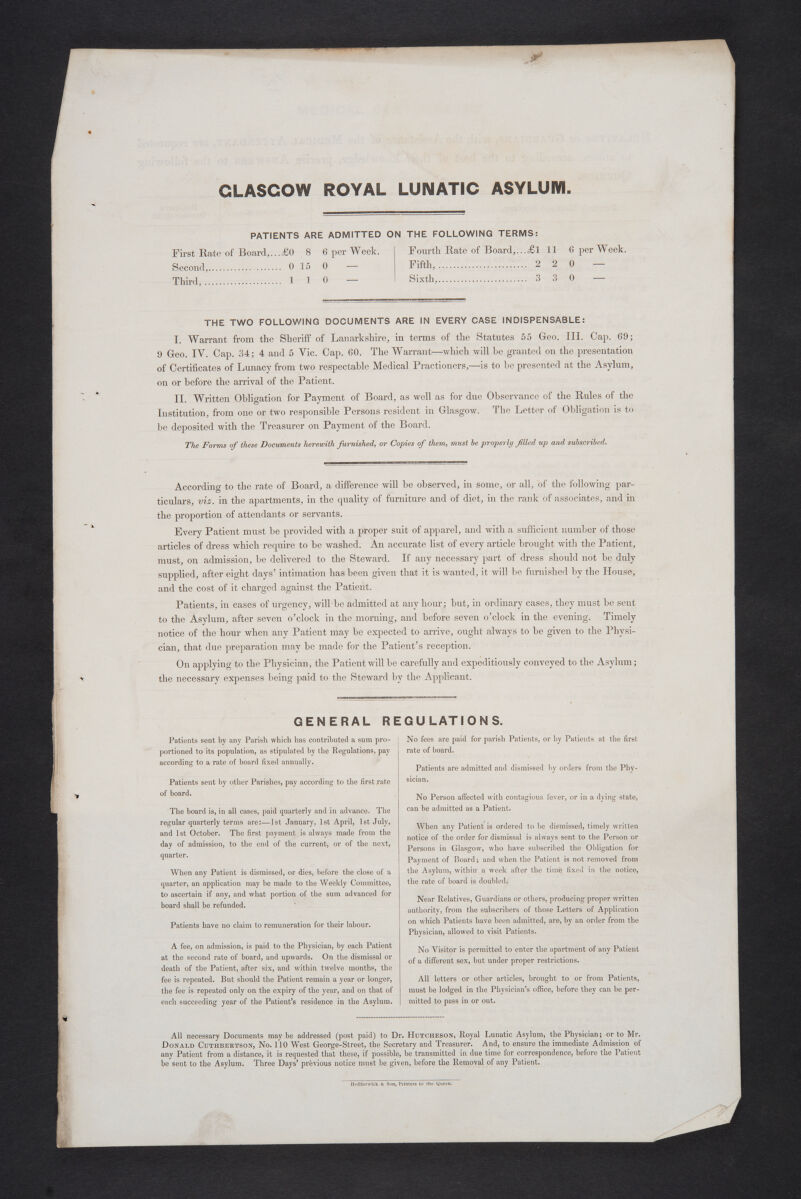 GLASGOW ROYAL LUNATIC ASYLUM.
PATIENTS ARE ADMITTED ON THE FOLLOWING TERMS:
First Rate of Board,....£0 8 6 per Week.
Second,..................... 0 15 0 —
Third,....................... 1 1 0 —
Fourth Rate of Board,....£1 11 6 per Week.
Fifth,.......................... 2 2 0 —
Sixth,.......................... 3 3 0 —
THE TWO FOLLOWING DOCUMENTS ARE IN EVERY CASE INDISPENSABLE:
I. Warrant from the Sheriff of Lanarkshire, in terms of the Statutes 55 Geo. III. Cap. 69;
9 Geo. IV. Cap. 34; 4 and 5 Vic. Cap. 60. The Warrant—which will be granted on the presentation
of Certificates of Lunacy from two respectable Medical Practioners,—is to be presented at the Asylum,
on or before the arrival of the Patient.
II. Written Obligation for Payment of Board, as well as for due Observance of the Rules of the
Institution, from one or two responsible Persons resident in Glasgow. The Letter of Obligation is to
be deposited with the Treasurer on Payment of the Board.
The Forms of these Documents herewith furnished, or Copies of them, must be properly filled up and subscribed.
According to the rate of Board, a difference will be observed, in some, or all, of the following par-
ticulars, viz. in the apartments, in the quality of furniture and of diet, in the rank of associates, and in
the proportion of attendants or servants.
Every Patient must be provided with a proper suit of apparel, and with a sufficient number of those
articles of dress which require to be washed. An accurate list of every article brought with the Patient,
must, on admission, be delivered to the Steward. If any necessary part of dress should not be duly
supplied, after eight days' intimation has been given that it is wanted, it will be furnished by the House,
and the cost of it charged against the Patient.
Patients, in cases of urgency, will be admitted at any hour; but, in ordinary cases, they must be sent
to the Asylum, after seven o'clock in the morning, and before seven o'clock in the evening. Timely
notice of the hour when any Patient may be expected to arrive, ought always to be given to the Physi-
cian, that due preparation may be made for the Patient's reception.
On applying to the Physician, the Patient will be carefully and expeditiously conveyed to the Asylum;
the necessary expenses being paid to the Steward by the Applicant.
GENERAL REGULATIONS.
Patients sent by any Parish which has contributed a sum pro-
portioned to its population, as stipulated by the Regulations, pay
according to a rate of board fixed annually.
Patients sent by other Parishes, pay according to the first rate
of board.
The board is, in all cases, paid quarterly and in advance. The
regular quarterly terms are:—1st January, 1st April, 1st July,
and 1st October. The first payment is always made from the
day of admission, to the end of the current, or of the next,
quarter.
When any Patient is dismissed, or dies, before the close of a
quarter, an application may be made to the Weekly Committee,
to ascertain if any, and what portion of the sum advanced for
board shall be refunded.
Patients have no claim to remuneration for their labour.
A fee, on admission, is paid to the Physician, by each Patient
at the second rate of board, and upwards. On the dismissal or
death of the Patient, after six, and within twelve months, the
fee is repeated. But should the Patient remain a year or longer,
the fee is repeated only on the expiry of the year, and on that of
each succeeding year of the Patient's residence in the Asylum.
No fees are paid for parish Patients, or by Patients at the first
rate of board.
Patients are admitted and dismissed by orders from the Phy-
sician.
No Person affected with contagious fever, or in a dying state,
can be admitted as a Patient.
When any Patient is ordered to be dismissed, timely written
notice of the order for dismissal is always sent to the Person or
Persons in Glasgow, who have subscribed the Obligation for
Payment of Board; and when the Patient is not removed from
the Asylum, within a week after the time fixed in the notice,
the rate of board is doubled.
Near Relatives, Guardians or others, producing proper written
authority, from the subscribers of those Letters of Application
on which Patients have been admitted, are, by an order from the
Physician, allowed to visit Patients.
No Visitor is permitted to enter the apartment of any Patient
of a different sex, but under proper restrictions.
All letters or other articles, brought to or from Patients,
must be lodged in the Physician's office, before they can be per-
mitted to pass in or out.
All necessary Documents may be addressed (post paid) to Dr. HUTCHESON, Royal Lunatic Asylum, the Physician; or to Mr.
DONALD CUTHBERTSON, No. 110 West George-Street, the Secretary and Treasurer. And, to ensure the immediate Admission of
any Patient from a distance, it is requested that these, if possible, be transmitted in due time for correspondence, before the Patient
be sent to the Asylum. Three Days' previous notice must be given, before the Removal of any Patient.
Hedderwick & Son, Printers to the Queen.